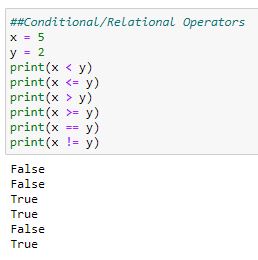 ##Conditional/Relational Operators
x = 5
y = 2
print(x < y)
print(x <= y)
print(x > y)
print(x >= y)
print(x == y)
print(x != y)
False
False
True
True
False
True